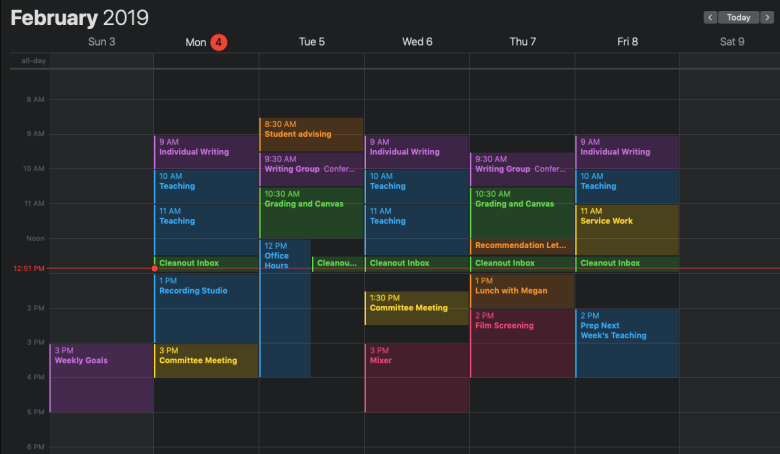 February 2019
Today
Sun 3
Mon 4
Tue 5
Wed 6
Thu 7
Fri 8
Sat 9
all-day
8 AM
9 AM
10 AM
11 AM
Noon
12:51 PM
2 PM
3 PM
4 PM
5 PM
6 PM
3 PM
Weekly Goals
9 AM
Individual Writing
10 AM
Teaching
11 AM
Teaching
Cleanout Inbox
1 PM
Recording Studio
3 PM
Committee Meeting
8:30 AM
Student advising
9:30 AM
Writing Group Confer...
10:30 AM
Grading and Canvas
12 PM
Office
Hours
Cleanou...
9 AM
Individual Writing
10 AM
Teaching
11 AM
Teaching
Cleanout Inbox
1:30 PM
Committee Meeting
3 PM
Mixer
9:30 AM
Writing Group Confer...
10:30 AM
Grading and Canvas
Recommendation Let...
Cleanout Inbox
1 PM
Lunch with Megan
2 PM
Film Screening
9 AM
Individual Writing
10 AM
Teaching
11 AM
Service Work
Cleanout Inbox
2 PM
Prep Next
Week's Teaching